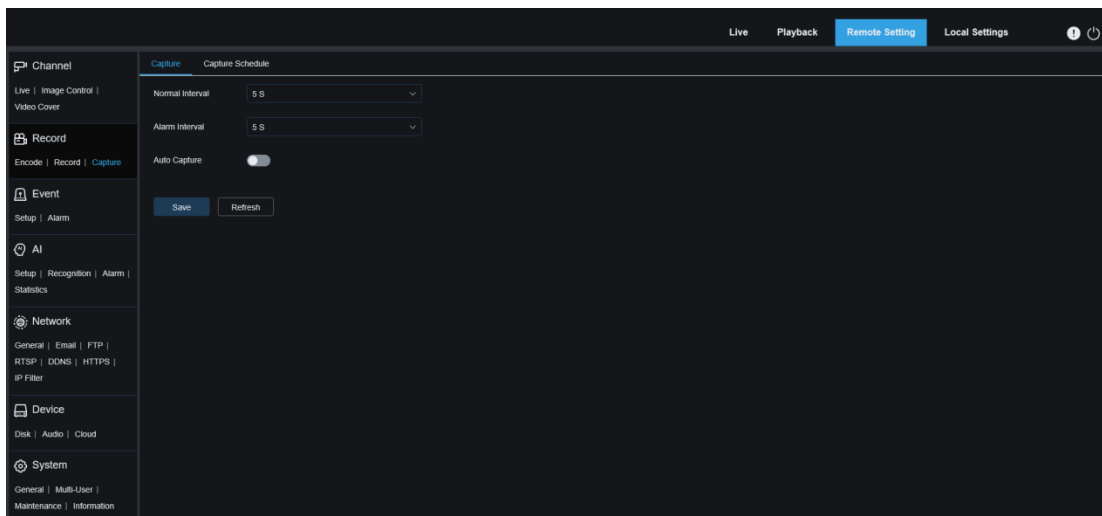 Live Playback Remote Setting Local Settings
Channel
Live | Image Control |
Video Cover
Record
Encode | Record | Capture
Event
Setup | Alarm
AI
Setup | Recognition | Alarm |
Statistics
Network
General | Email | FTP |
RTSP | DDNS | HTTPS |
IP Filter
Device
Disk | Audio | Cloud
System
General | Multi-User |
Maintenance | Information
Capture Capture Schedule
Normal Interval 5 S
Alarm Interval 5 S
Auto Capture
Save Refresh